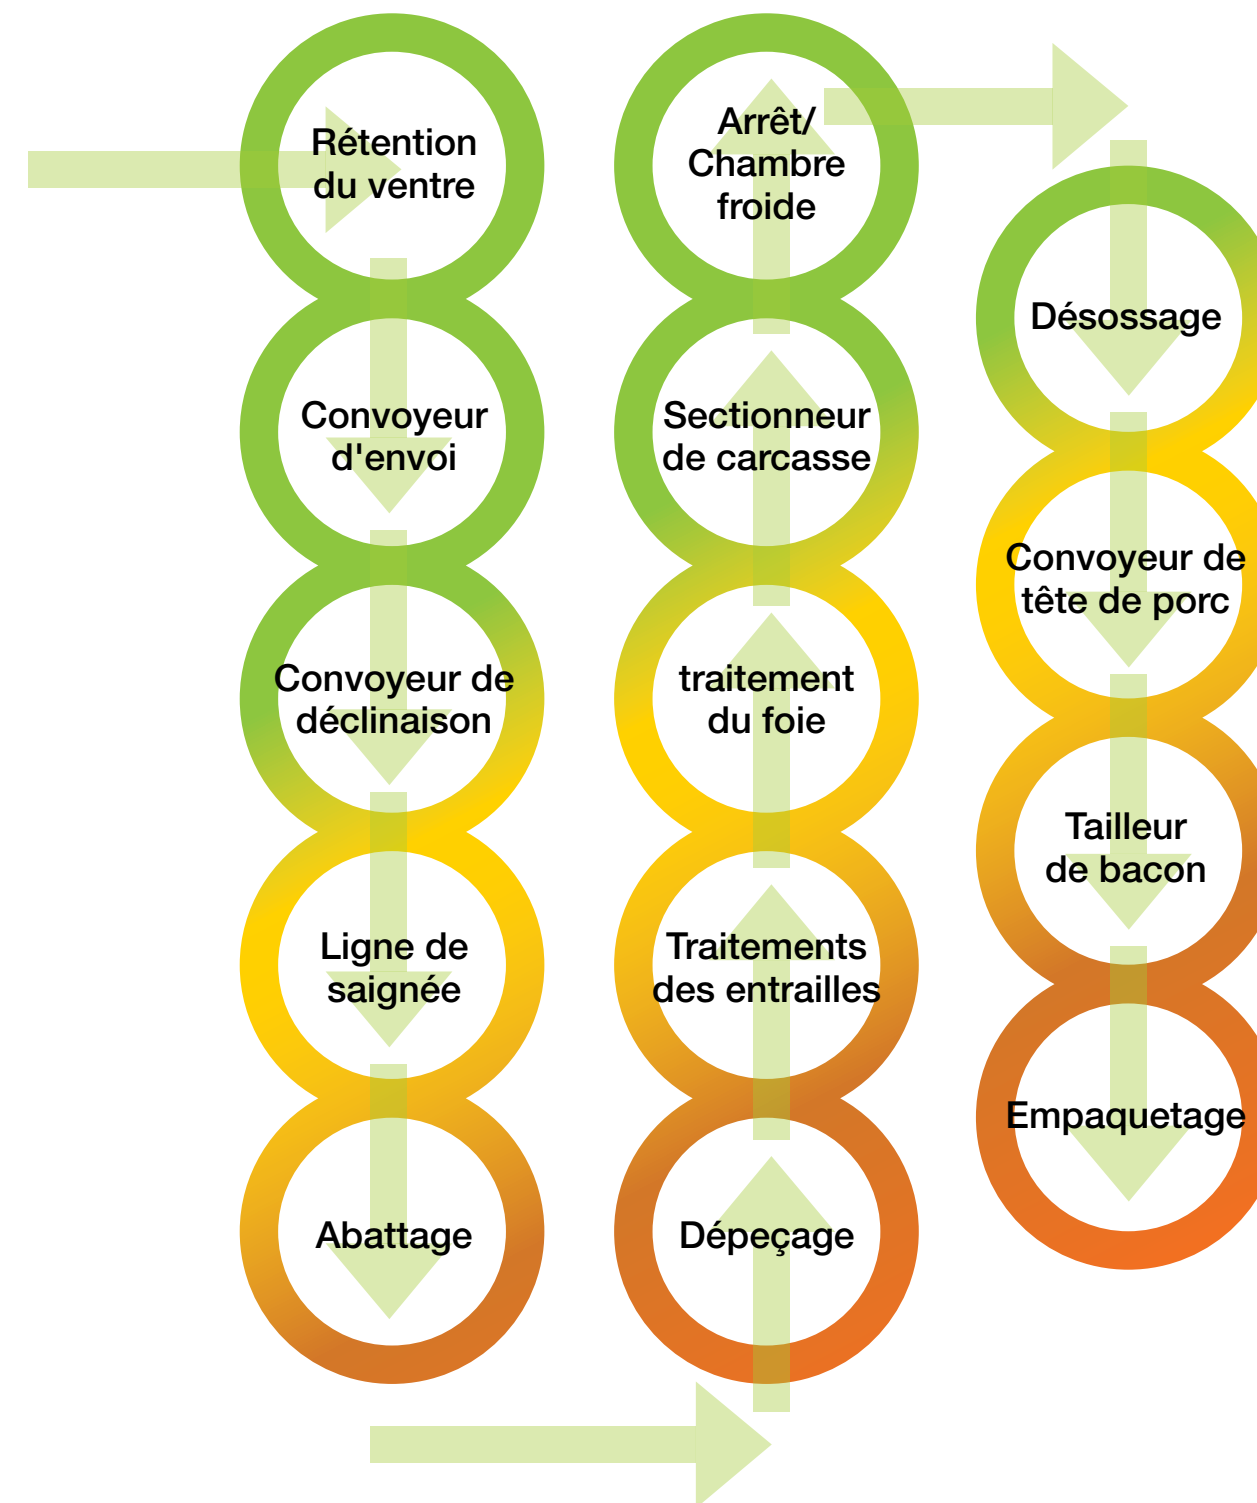 Rétention
du ventre
Convoyeur
d'envoi
Convoyeur de
déclinaison
Ligne de
saignée
Abattage
Dépeçage
Traitements
des entrailles
traitement
du foie
Sectionneur
de carcasse
Arrêt/
Chambre
froide
Désossage
Convoyeur de
tête de porc
Tailleur
de bacon
Empaquetage